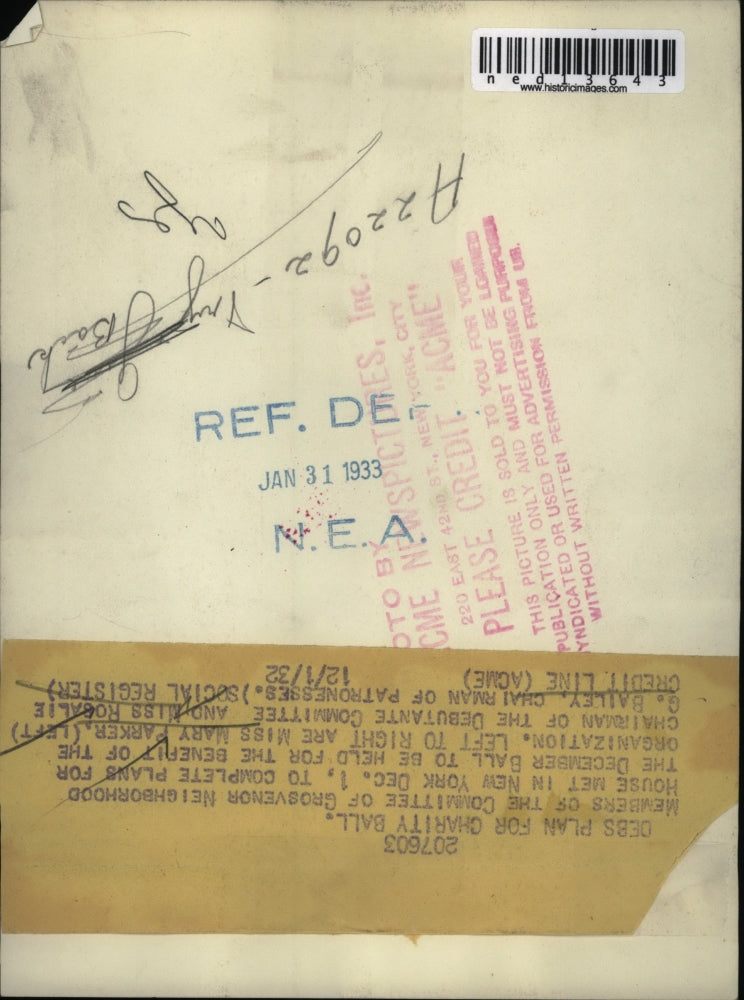 ned13643
www.historicimages.com
A22092 - Try
REF. DE
JAN 31 1933
N.E.A.
OTO BY
CME NEWSPICTURES, INC.
220 EAST 42ND ST., NEW YORK, CITY
PLEASE CREDIT "ACME"
THIS PICTURE IS SOLD TO YOU FOR YOUR
PUBLICATION ONLY AND MUST NOT BE LOANED
YNDICATED OR USED FOR ADVERTISING PURPOSES
WITHOUT WRITTEN PERMISSION FROM US.
207603
DEBS PLAN FOR CHARITY BALL.
MEMBERS OF THE COMMITTEE OF GROSVENOR NEIGHBORHOOD
HOUSE MET IN NEW YORK DEC. 1, TO COMPLETE PLANS FOR
THE DECEMBER BALL TO BE HELD FOR THE BENEFIT OF THE
ORGANIZATION. LEFT TO RIGHT ARE MISS MARY PARKER, (LEFT)
CHAIRMAN OF THE DEBUTANTE COMMITTEE AND MISS ROSALIE
G. BAILEY, CHAIRMAN OF PATRONESSES. (SOCIAL REGISTER)
CREDIT LINE (ACME) 12/1/32